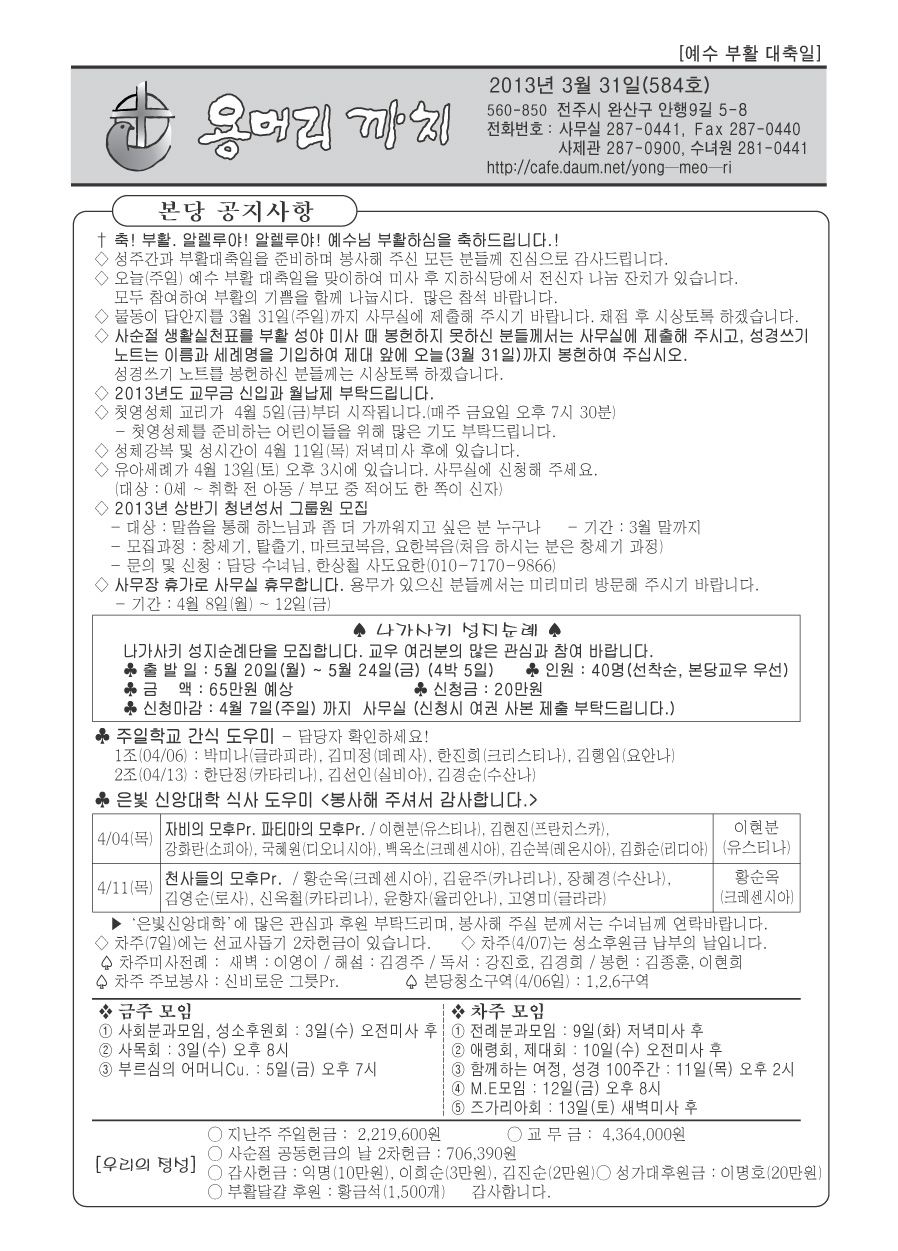 [예수 부활 대축일]
용머리 까치
2013년 3월 31일(584호)
560-850 전주시 완산구 안행9길 5-8
전화번호 : 사무실 287-0441, Fax 287-0440
사제관 287-0900, 수녀원 281-0441
http://cafe.daum.net/yong—meo—ri
본당 공지사항
† 축! 부활. 알렐루야! 알렐루야! 예수님 부활하심을 축하드립니다.!
◇ 성주간과 부활대축일을 준비하며 봉사해 주신 모든 분들께 진심으로 감사드립니다.
◇ 오늘(주일) 예수 부활 대축일을 맞이하여 미사 후 지하식당에서 전신자 나눔 잔치가 있습니다.
모두 참여하여 부활의 기쁨을 함께 나눕시다. 많은 참석 바랍니다.
◇ 물동이 답안지를 3월 31일(주일)까지 사무실에 제출해 주시기 바랍니다. 채점 후 시상토록 하겠습니다.
◇ 사순절 생활실천표를 부활 성야 미사 때 봉헌하지 못하신 분들께서는 사무실에 제출해 주시고, 성경쓰기
노트는 이름과 세례명을 기입하여 제대 앞에 오늘(3월 31일)까지 봉헌하여 주십시오.
성경쓰기 노트를 봉헌하신 분들께는 시상토록 하겠습니다.
◇ 2013년도 교무금 신입과 월납제 부탁드립니다.
◇ 첫영성체 교리가 4월 5일(금)부터 시작됩니다.(매주 금요일 오후 7시 30분)
- 첫영성체를 준비하는 어린이들을 위해 많은 기도 부탁드립니다.
◇ 성체강복 및 성시간이 4월 11일(목) 저녁미사 후에 있습니다.
◇ 유아세례가 4월 13일(토) 오후 3시에 있습니다. 사무실에 신청해 주세요.
(대상 : 0세 ~ 취학 전 아동 / 부모 중 적어도 한 쪽이 신자)
◇ 2013년 상반기 청년성서 그룹원 모집
- 대상 : 말씀을 통해 하느님과 좀 더 가까워지고 싶은 분 누구나 - 기간 : 3월 말까지
- 모집과정 : 창세기, 탈출기, 마르코복음, 요한복음(처음 하시는 분은 창세기 과정)
- 문의 및 신청 : 담당 수녀님, 한상철 사도요한(010-7170-9866)
◇ 사무장 휴가로 사무실 휴무합니다. 용무가 있으신 분들께서는 미리미리 방문해 주시기 바랍니다.
- 기간 : 4월 8일(월) ~ 12일(금)
♠ 나가사키 성지순례 ♠
나가사키 성지순례단을 모집합니다. 교우 여러분의 많은 관심과 참여 바랍니다.
♣ 출 발 일 : 5월 20일(월) ~ 5월 24일(금) (4박 5일) ♣ 인원 : 40명(선착순, 본당교우 우선)
♣ 금 액 : 65만원 예상 ♣ 신청금 : 20만원
♣ 신청마감 : 4월 7일(주일) 까지 사무실 (신청시 여권 사본 제출 부탁드립니다.)
♣ 주일학교 간식 도우미 - 담당자 확인하세요!
1조(04/06) : 박미나(글라피라), 김미정(데레사), 한진희(크리스티나), 김행임(요안나)
2조(04/13) : 한단정(카타리나), 김선인(실비아), 김경순(수산나)
♣ 은빛 신앙대학 식사 도우미 <봉사해 주셔서 감사합니다.>
4/04(목) 자비의 모후Pr. 파티마의 모후Pr. / 이현분(유스티나), 김현진(프란치스카),
강화란(소피아), 국혜원(디오니시아), 백옥소(크레센시아), 김순복(레온시아), 김화순(리디아)
이현분
(유스티나)
4/11(목) 천사들의 모후Pr. / 황순옥(크레센시아), 김윤주(카나리나), 장혜경(수산나),
김영순(로사), 신옥철(카타리나), 윤향자(율리안나), 고영미(글라라)
황순옥
(크레센시아)
▶ ‘은빛신앙대학’에 많은 관심과 후원 부탁드리며, 봉사해 주실 분께서는 수녀님께 연락바랍니다.
◇ 차주(7일)에는 선교사돕기 2차헌금이 있습니다. ◇ 차주(4/07)는 성소후원금 납부의 날입니다.
♤ 차주미사전례 : 새벽 : 이영이 / 해설 : 김경주 / 독서 : 강진호, 김경희 / 봉헌 : 김종훈, 이현희
♤ 차주 주보봉사 : 신비로운 그릇Pr. ♤ 본당청소구역(4/06일) : 1,2,6구역
❖ 금주 모임
① 사회분과모임, 성소후원회 : 3일(수) 오전미사 후
② 사목회 : 3일(수) 오후 8시
③ 부르심의 어머니Cu. : 5일(금) 오후 7시
❖ 차주 모임
① 전례분과모임 : 9일(화) 저녁미사 후
② 애령회, 제대회 : 10일(수) 오전미사 후
③ 함께하는 여정, 성경 100주간 : 11일(목) 오후 2시
④ M.E모임 : 12일(금) 오후 8시
⑤ 즈가리아회 : 13일(토) 새벽미사 후
[우리의 정성]
○ 지난주 주일헌금 : 2,219,600원 ○ 교 무 금 : 4,364,000원
○ 사순절 공동헌금의 날 2차헌금 : 706,390원
○ 감사헌금 : 익명(10만원), 이희순(3만원), 김진순(2만원) ○ 성가대후원금 : 이명호(20만원)
○ 부활달걀 후원 : 황금석(1,500개) 감사합니다.